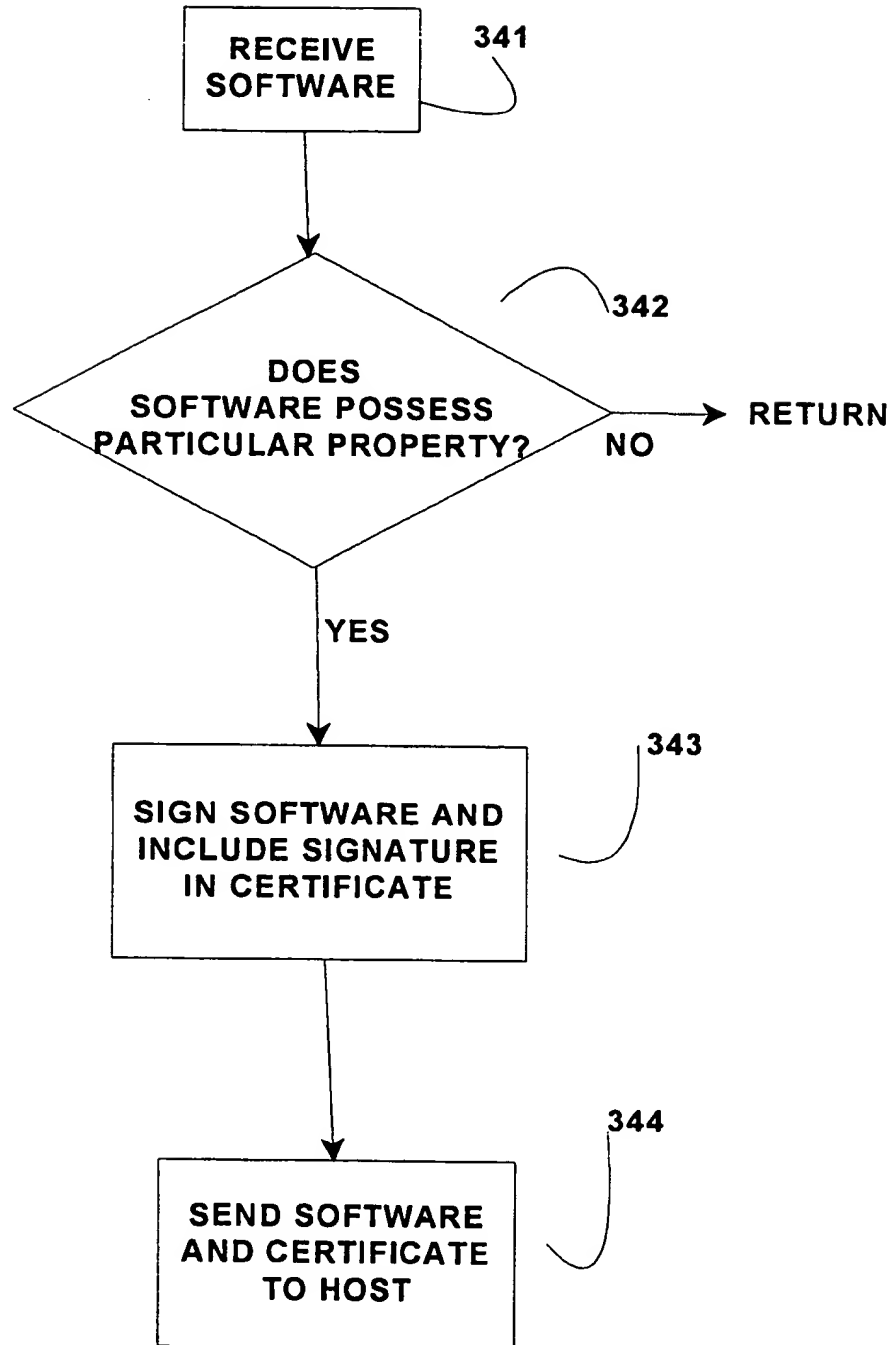 RECEIVE
SOFTWARE
341
342
DOES
SOFTWARE POSSESS
PARTICULAR PROPERTY?
NO
RETURN
YES
343
SIGN SOFTWARE AND
INCLUDE SIGNATURE
IN CERTIFICATE
344
SEND SOFTWARE
AND CERTIFICATE
TO HOST